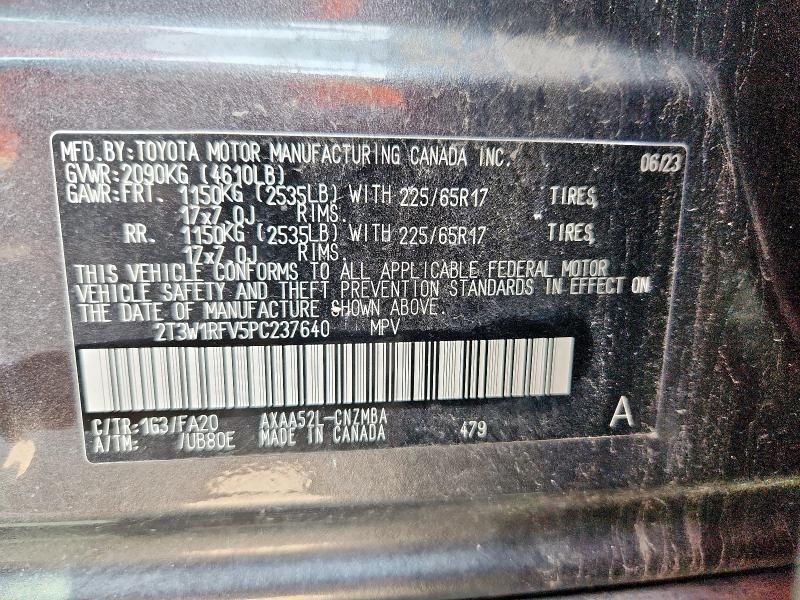 MFD.BY:TOYOTA MOTOR MANUFACTURING CANADA INC. 06/23
GVWR:2090KG (4610LB)
GAWR:FRT. 1150KG (2535LB) WITH 225/65R17 TIRES,
17x7.0J RIMS.
RR. 1150KG (2535LB) WITH 225/65R17 TIRES,
17x7.0J RIMS.
THIS VEHICLE CONFORMS TO ALL APPLICABLE FEDERAL MOTOR
VEHICLE SAFETY AND THEFT PREVENTION STANDARDS IN EFFECT ON
THE DATE OF MANUFACTURE SHOWN ABOVE.
2T3W1RFV5PC237640 MPV
C/TR:1G3/FA20 AXAA52L-CNZMBA A
A/TM: /UB80E MADE IN CANADA 479